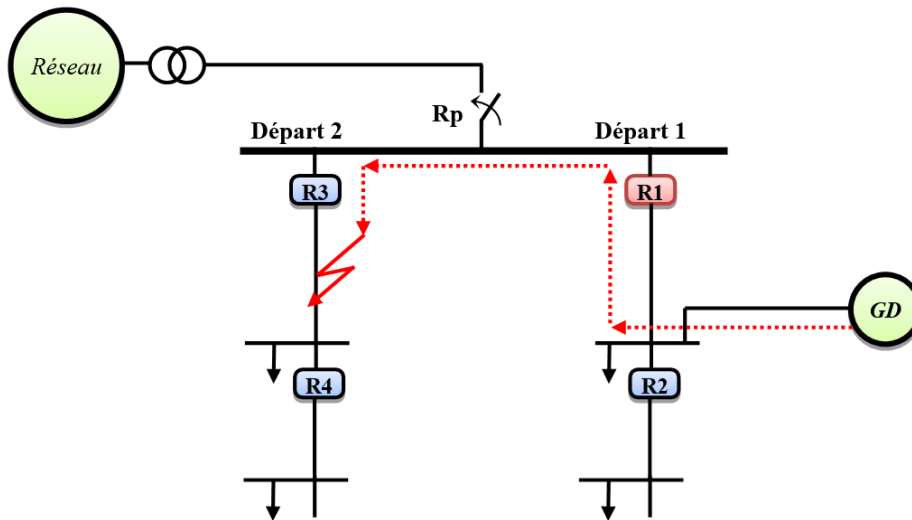 Réseau
Rp
Départ 2
Départ 1
R3
R1
GD
R4
R2